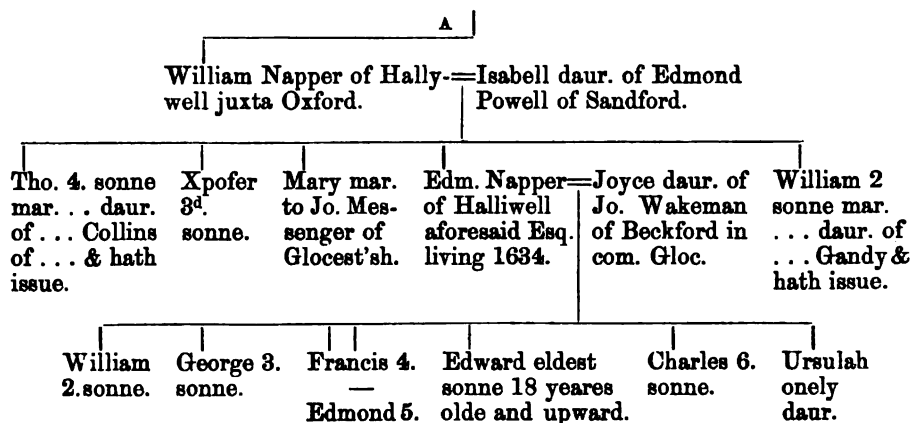 A
William Napper of Hally-=Isabell daur. of Edmond
well juxta Oxford. Powell of Sandford.
Tho. 4. sonne
mar. . . . daur.
of . . . Collins
of . . . & hath
issue.
Xpofer
3d.
sonne.
Mary mar.
to Jo. Mes-
senger of
Glocest'sh.
Edm. Napper=Joyce daur. of
of Halliwell Jo. Wakeman
aforesaid Esq. of Beckford in
living 1634. com. Gloc.
William 2
sonne mar.
. . . daur. of
. . . Gandy &
hath issue.
William
2. sonne.
George 3.
sonne.
Francis 4.
—
Edmond 5.
Edward eldest
sonne 18 yeares
olde and upward.
Charles 6.
sonne.
Ursulah
onely
daur.